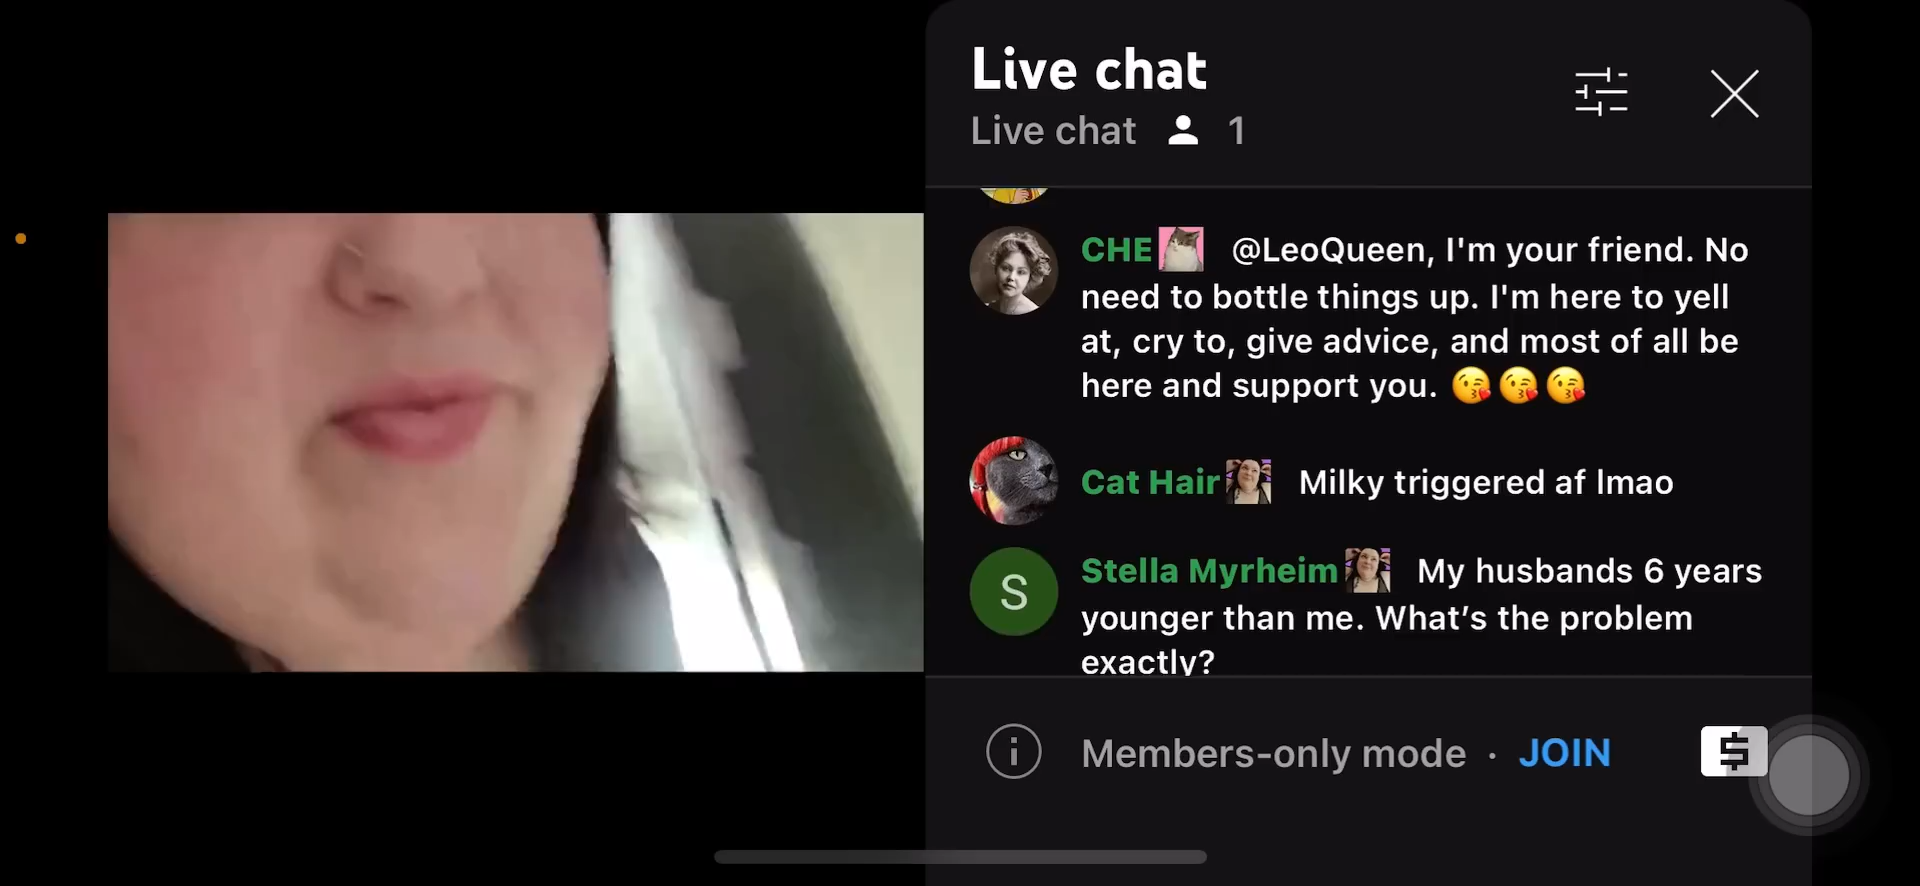 Live chat
Live chat 1
CHE @LeoQueen, I'm your friend. No
need to bottle things up. I'm here to yell
at, cry to, give advice, and most of all be
here and support you. 😘😘😘
Cat Hair Milky triggered af lmao
S
Stella Myrheim My husbands 6 years
younger than me. What’s the problem
exactly?
Members-only mode · JOIN
$